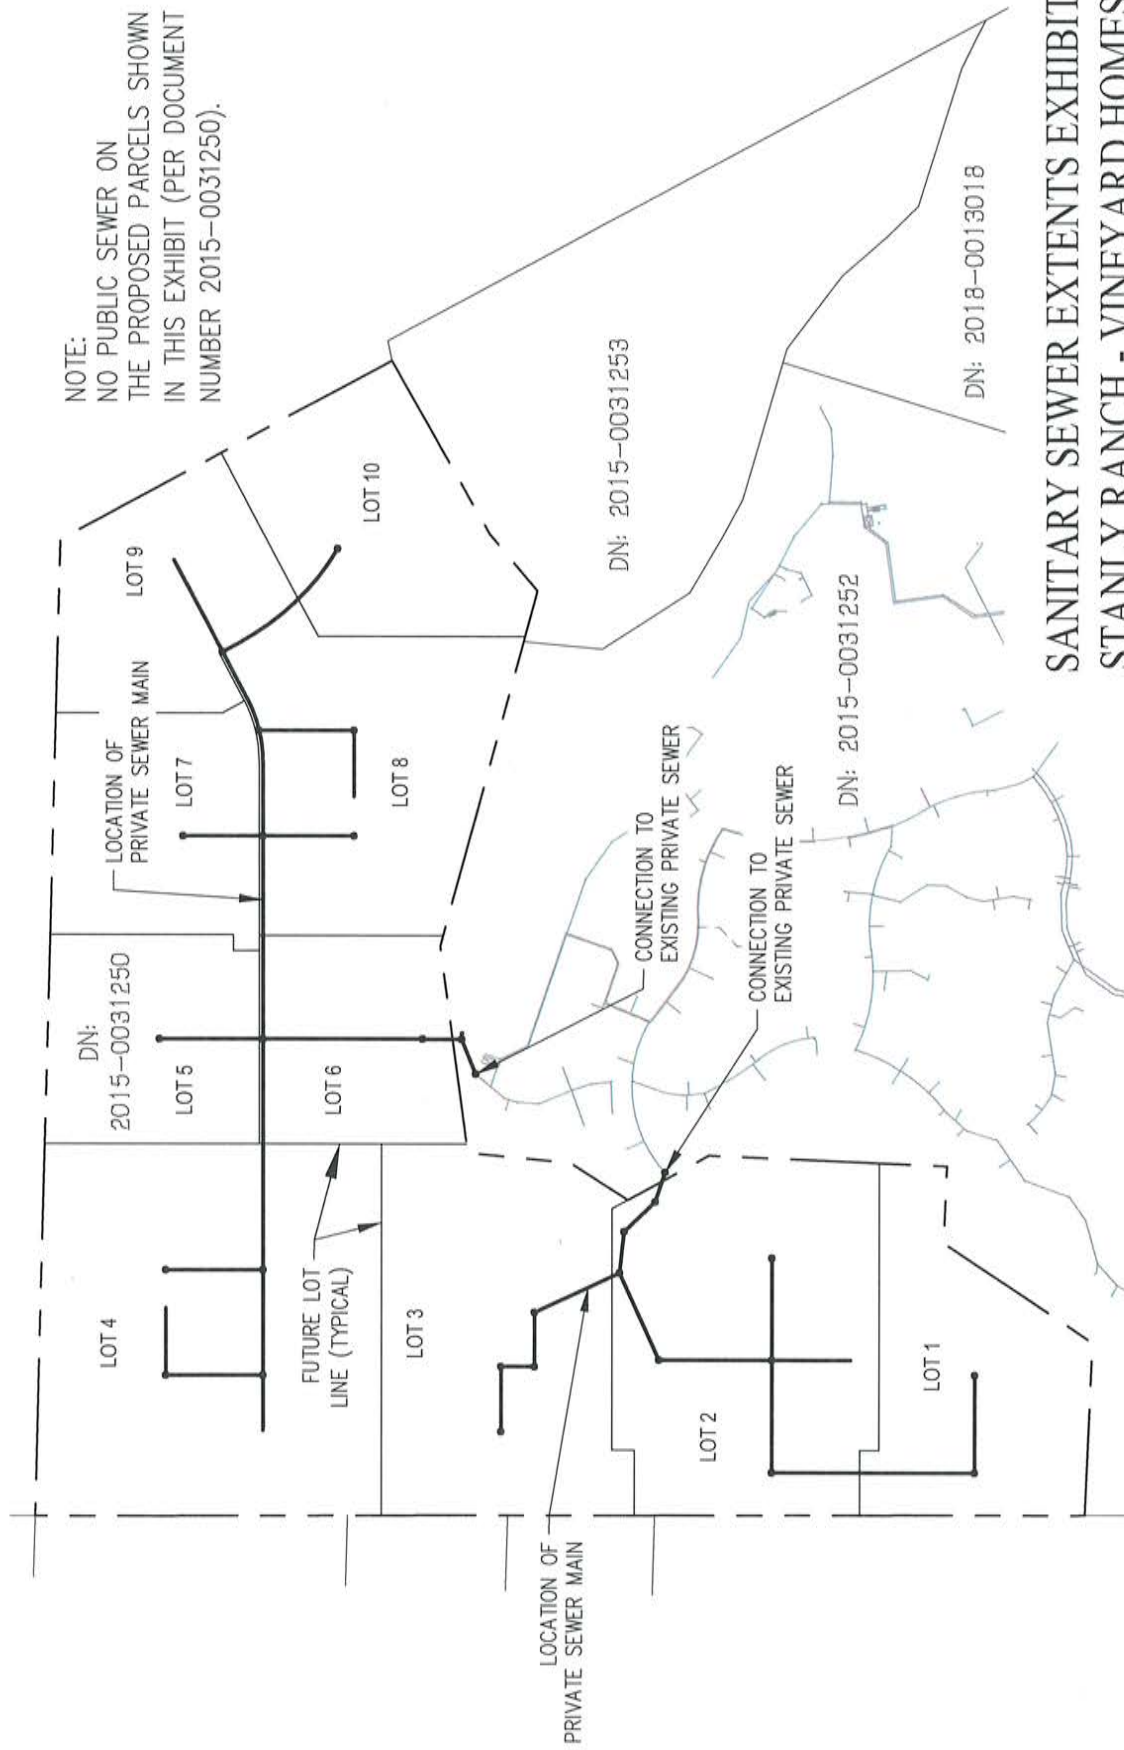 NOTE:
NO PUBLIC SEWER ON
THE PROPOSED PARCELS SHOWN
IN THIS EXHIBIT (PER DOCUMENT
NUMBER 2015-0031250).
LOT 9
LOT 10
LOCATION OF
PRIVATE SEWER MAIN
LOT 7
LOT 8
DN:
2015-0031250
LOT 5
LOT 6
LOT 4
FUTURE LOT
LINE (TYPICAL)
LOT 3
LOT 2
LOT 1
LOCATION OF
PRIVATE SEWER MAIN
CONNECTION TO
EXISTING PRIVATE SEWER
CONNECTION TO
EXISTING PRIVATE SEWER
DN: 2015-0031253
DN: 2015-0031252
DN: 2018-0013018
SANITARY SEWER EXTENTS EXHIBIT
STANLY RANCH - VINEYARD HOMES